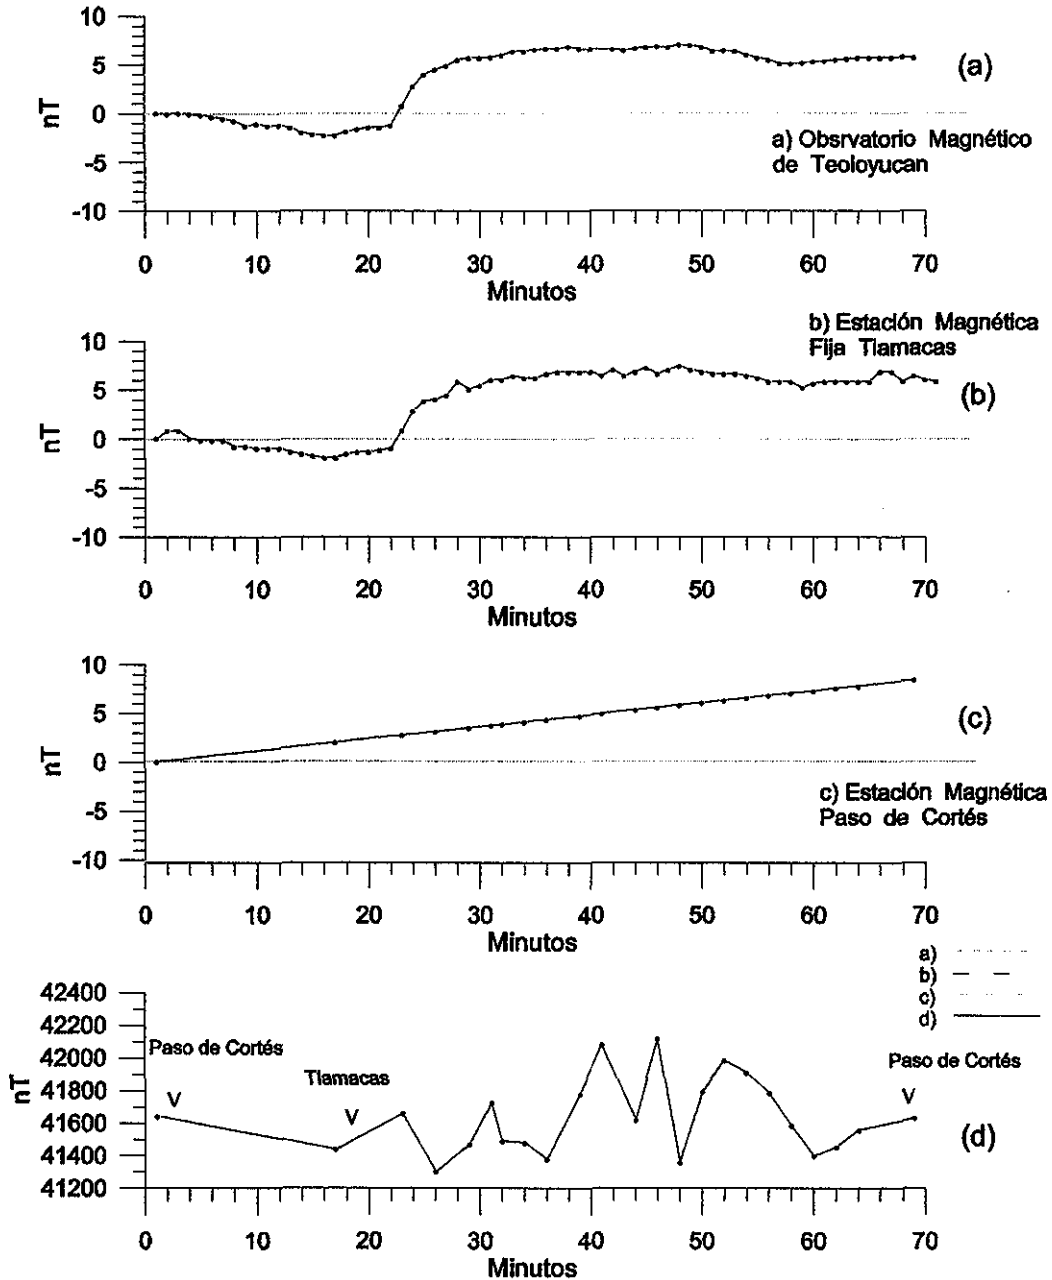 10
5
0
-5
-10
nT
(a)
a) Obsrvatorio Magnético
de Teoloyucan
0 10 20 30 40 50 60 70
Minutos
b) Estación Magnética
Fija Tlamacas
10
5
0
-5
-10
nT
(b)
0 10 20 30 40 50 60 70
Minutos
10
5
0
-5
-10
nT
(c)
c) Estación Magnética
Paso de Cortés
0 10 20 30 40 50 60 70
Minutos
a)
b)
c)
d)
42400
42200
42000
41800
41600
41400
41200
nT
Paso de Cortés
V
Tlamacas
V
Paso de Cortés
V
(d)
0 10 20 30 40 50 60 70
Minutos